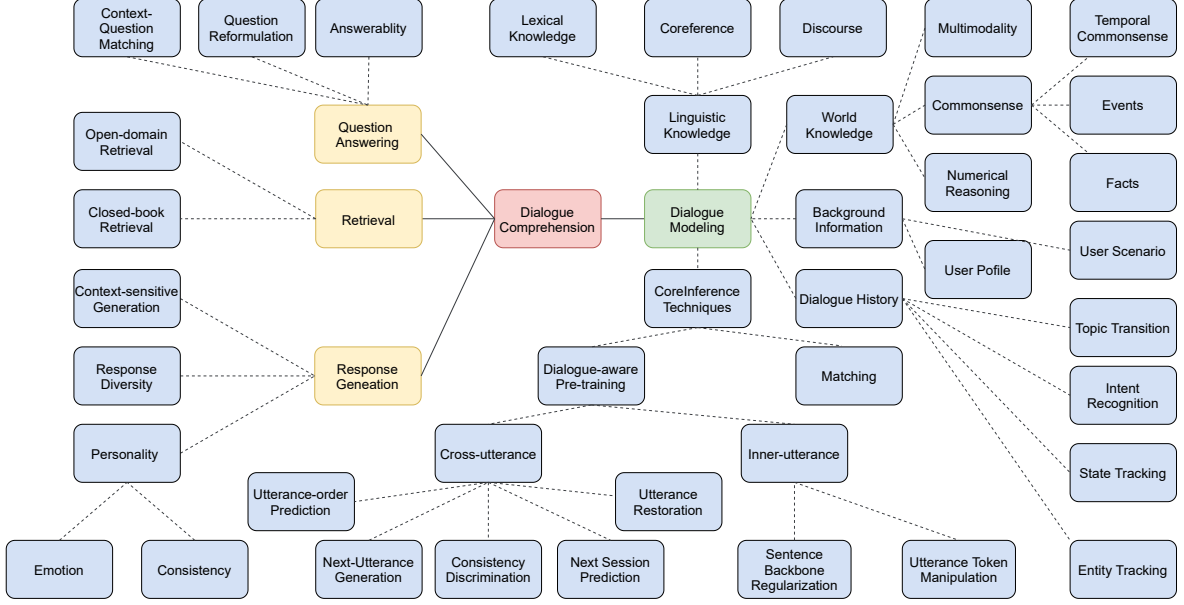 Context-
Question
Matching
Question
Reformulation
Answerablity
Lexical
Knowledge
Coreference
Discourse
Multimodality
Temporal
Commonsense
Question
Answering
Linguistic
Knowledge
World
Knowledge
Commonsense
Events
Open-domain
Retrieval
Numerical
Reasoning
Facts
Closed-book
Retrieval
Retrieval
Dialogue
Comprehension
Dialogue
Modeling
Background
Information
User Scenario
User Pofile
Context-sensitive
Generation
CoreInference
Techniques
Dialogue History
Topic Transition
Response
Diversity
Response
Geneation
Dialogue-aware
Pre-training
Matching
Intent
Recognition
Personality
Cross-utterance
Inner-utterance
State Tracking
Utterance-order
Prediction
Utterance
Restoration
Emotion
Consistency
Next-Utterance
Generation
Consistency
Discrimination
Next Session
Prediction
Sentence
Backbone
Regularization
Utterance Token
Manipulation
Entity Tracking